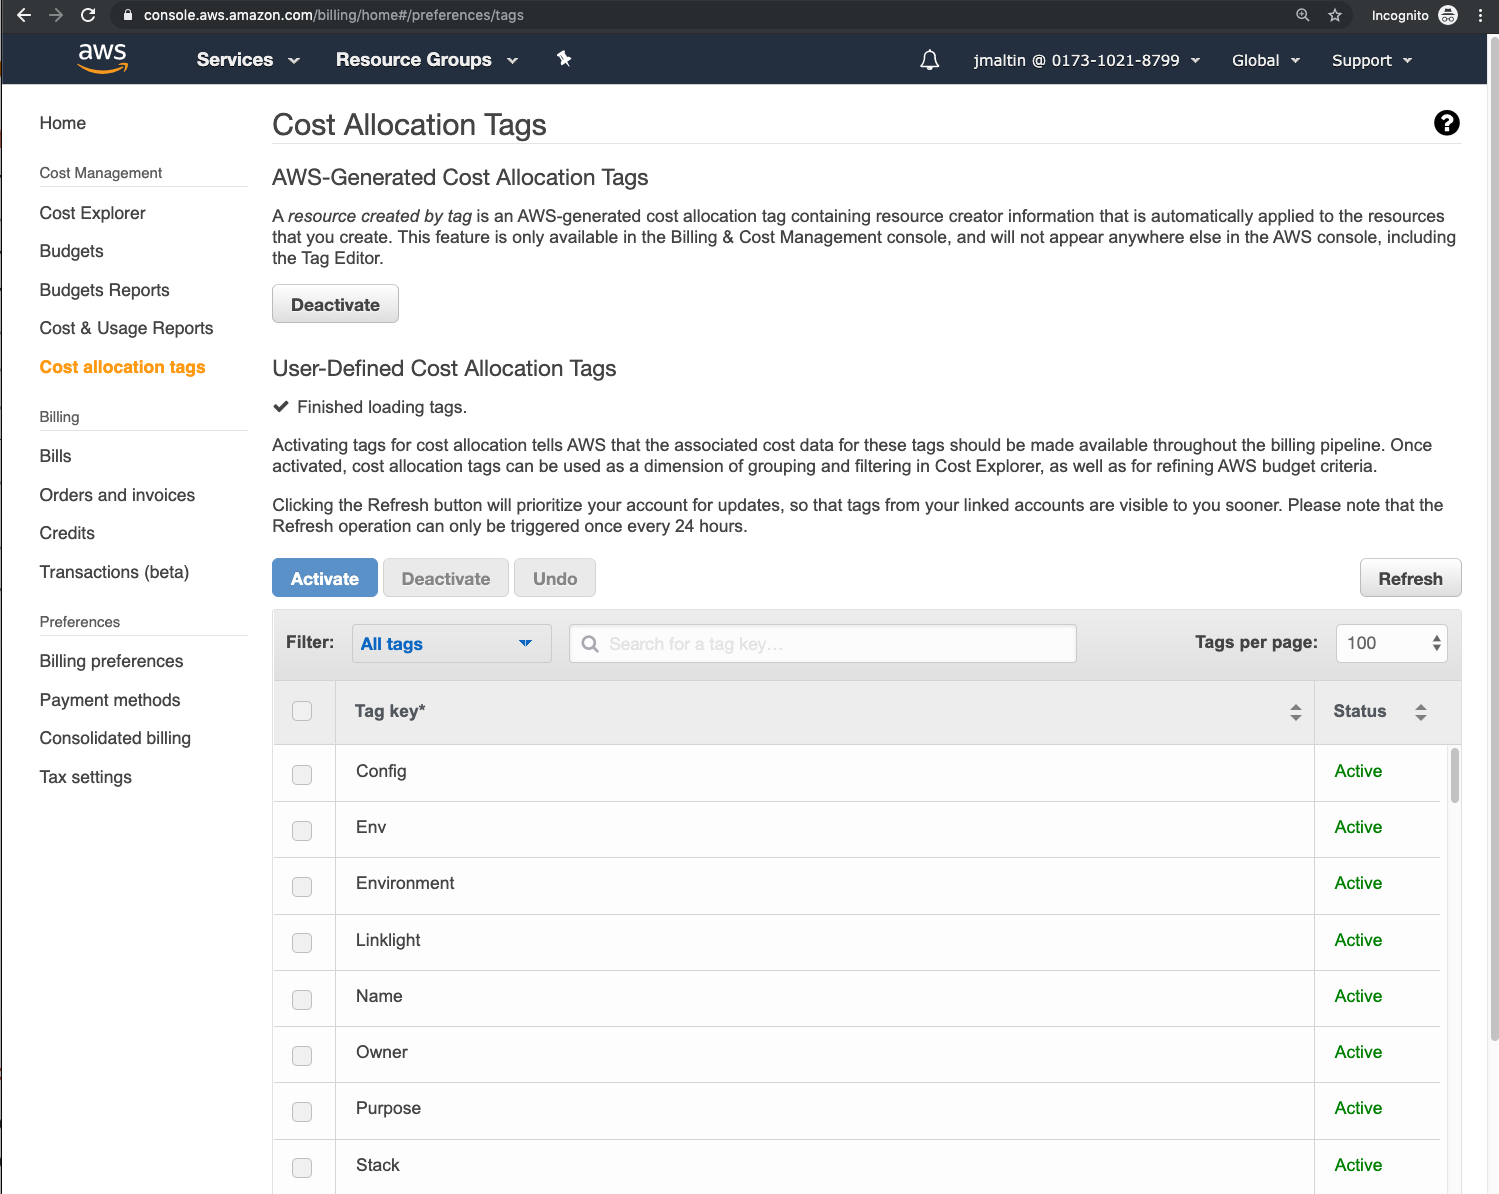 console.aws.amazon.com/billing/home#/preferences/tags
Incognito
aws
Services
Resource Groups
jmaltin @ 0173-1021-8799
Global
Support
Home
Cost Management
Cost Explorer
Budgets
Budgets Reports
Cost & Usage Reports
Cost allocation tags
Billing
Bills
Orders and invoices
Credits
Transactions (beta)
Preferences
Billing preferences
Payment methods
Consolidated billing
Tax settings
Cost Allocation Tags
?
AWS-Generated Cost Allocation Tags
A resource created by tag is an AWS-generated cost allocation tag containing resource creator information that is automatically applied to the resources
that you create. This feature is only available in the Billing & Cost Management console, and will not appear anywhere else in the AWS console, including
the Tag Editor.
Deactivate
User-Defined Cost Allocation Tags
Finished loading tags.
Activating tags for cost allocation tells AWS that the associated cost data for these tags should be made available throughout the billing pipeline. Once
activated, cost allocation tags can be used as a dimension of grouping and filtering in Cost Explorer, as well as for refining AWS budget criteria.
Clicking the Refresh button will prioritize your account for updates, so that tags from your linked accounts are visible to you sooner. Please note that the
Refresh operation can only be triggered once every 24 hours.
Activate
Deactivate
Undo
Refresh
Filter:
All tags
Search for a tag key...
Tags per page:
100
Tag key*
Status
Config
Active
Env
Active
Environment
Active
Linklight
Active
Name
Active
Owner
Active
Purpose
Active
Stack
Active